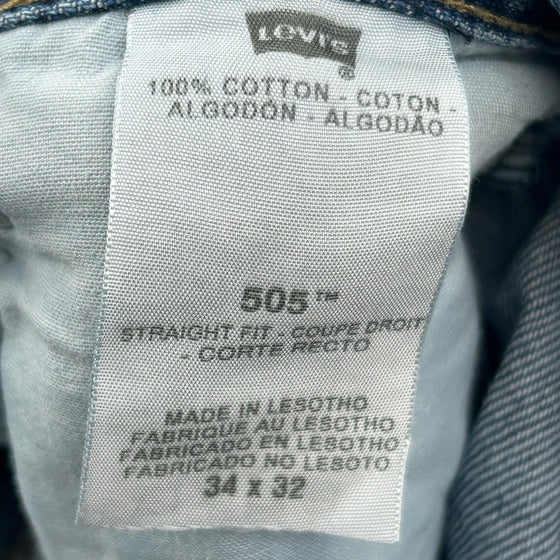 LEVI'S
®
100% COTTON - COTON -
ALGODÓN - ALGODÃO
505™
STRAIGHT FIT - COUPE DROIT
- CORTE RECTO
MADE IN LESOTHO
FABRIQUE AU LESOTHO
FABRICADO EN LESOTHO
FABRICADO NO LESOTO
34 x 32